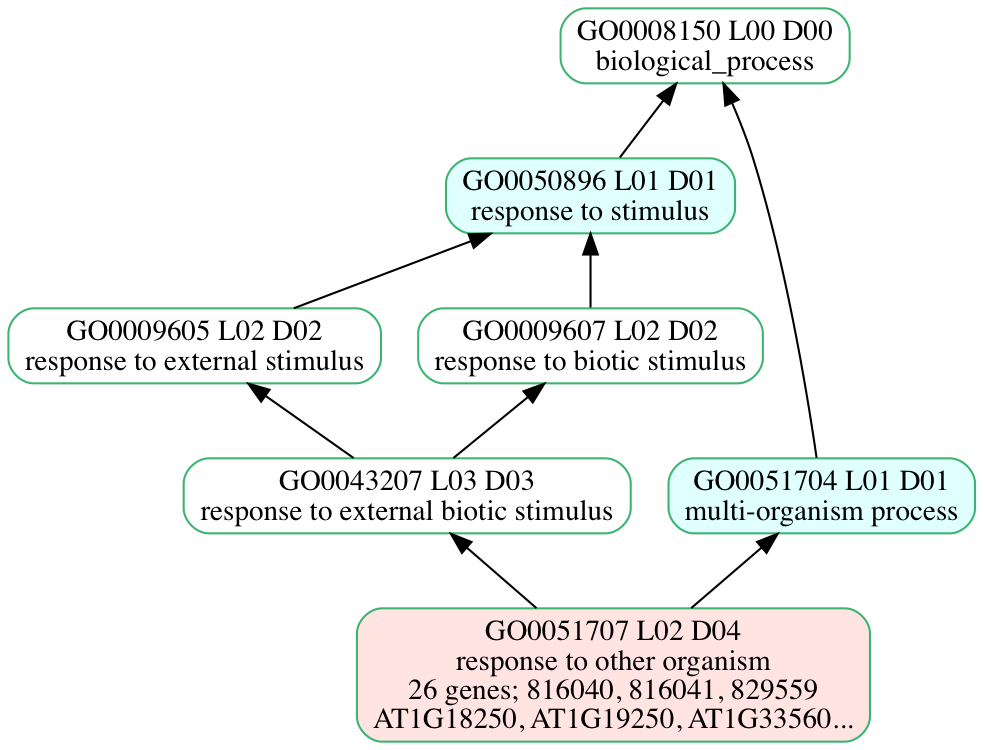 GO0008150 L00 D00
biological_process
GO0050896 L01 D01
response to stimulus
GO0009605 L02 D02
response to external stimulus
GO0009607 L02 D02
response to biotic stimulus
GO0043207 L03 D03
response to external biotic stimulus
GO0051704 L01 D01
multi-organism process
GO0051707 L02 D04
response to other organism
26 genes; 816040, 816041, 829559
AT1G18250, AT1G19250, AT1G33560...